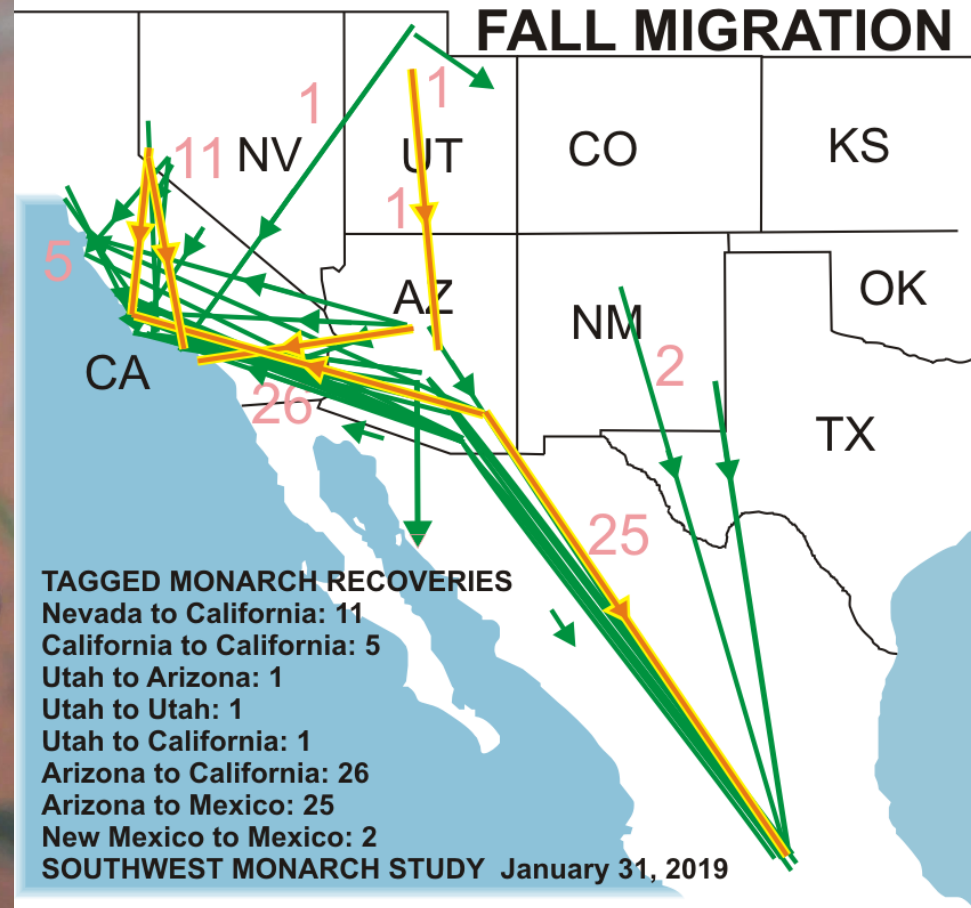 FALL MIGRATION
1
1
11
NV
UT
CO
KS
1
5
AZ
NM
OK
CA
2
26
TX
25
TAGGED MONARCH RECOVERIES
Nevada to California: 11
California to California: 5
Utah to Arizona: 1
Utah to Utah: 1
Utah to California: 1
Arizona to California: 26
Arizona to Mexico: 25
New Mexico to Mexico: 2
SOUTHWEST MONARCH STUDY January 31, 2019